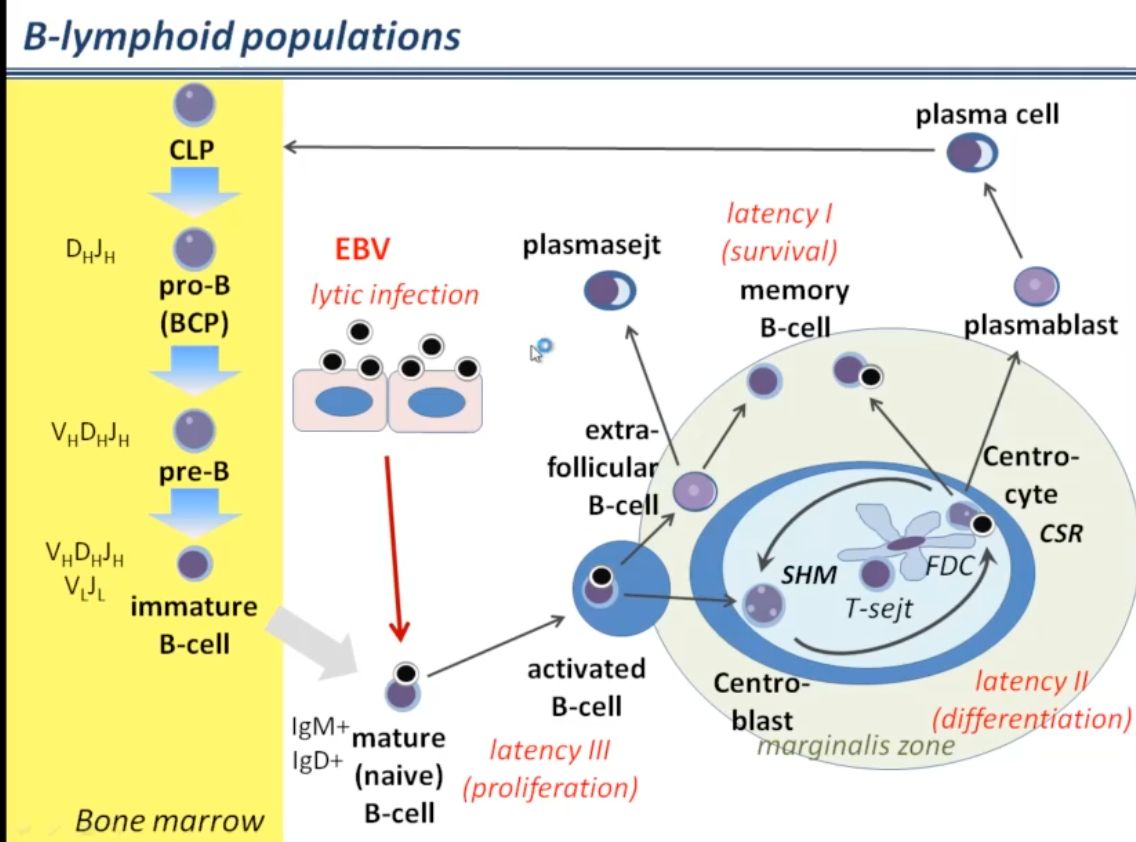 B-lymphoid populations
CLP
D_HJ_H
pro-B
(BCP)
V_HD_HJ_H
pre-B
V_HD_HJ_H
V_LJ_L
immature
B-cell
Bone marrow
EBV
lytic infection
IgM+
IgD+
mature
(naive)
B-cell
latency III
(proliferation)
activated
B-cell
extra-
follicular
B-cell
plasmasejt
latency I
(survival)
memory
B-cell
plasma cell
plasmablast
Centro-
cyte
CSR
SHM
FDC
T-sejt
Centro-
blast
latency II
(differentiation)
marginalis zone